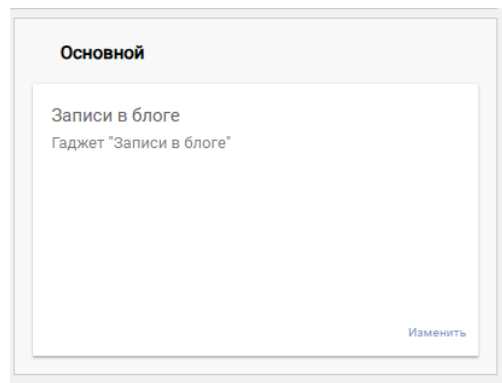 Основной
Записи в блоге
Гаджет "Записи в блоге"
Изменить